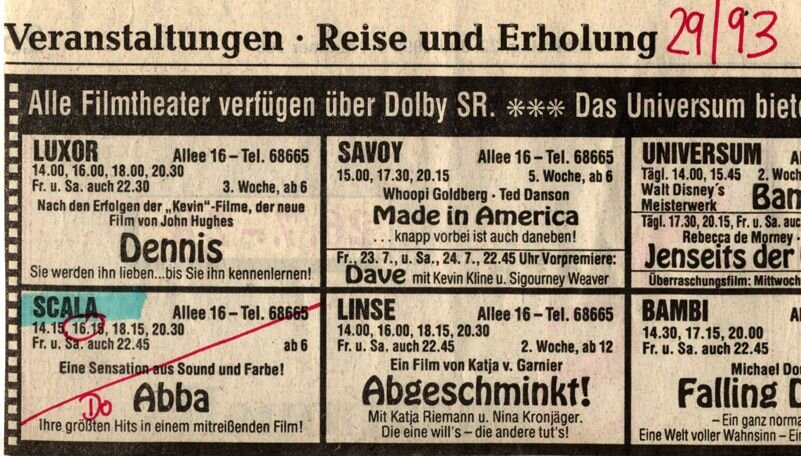 Veranstaltungen · Reise und Erholung 29/93
Alle Filmtheater verfügen über Dolby SR. *** Das Universum biete
LUXOR Allee 16 – Tel. 68665
14.00, 16.00, 18.00, 20.30
Fr. u. Sa. auch 22.30 3. Woche, ab 6
Nach den Erfolgen der „Kevin"-Filme, der neue
Film von John Hughes
Dennis
Sie werden ihn lieben...bis Sie ihn kennenlernen!
SAVOY Allee 16 – Tel. 68665
15.00, 17.30, 20.15 5. Woche, ab 6
Whoopi Goldberg · Ted Danson
Made in America
...knapp vorbei ist auch daneben!
Fr., 23. 7., u. Sa., 24. 7., 22.45 Uhr Vorpremiere:
Dave mit Kevin Kline u. Sigourney Weaver
UNIVERSUM
Tägl. 14.00, 15.45 2. Woch
Walt Disney´s
Meisterwerk Ban
Tägl. 17.30, 20.15, Fr. u. Sa. auc
Rebecca de Morney ·
Jenseits der
Überraschungsfilm: Mittwoch
SCALA Allee 16 – Tel. 68665
14.15, 16.15, 18.15, 20.30
Fr. u. Sa. auch 22.45 ab 6
Eine Sensation aus Sound und Farbe!
Do Abba
Ihre größten Hits in einem mitreißenden Film!
LINSE Allee 16 – Tel. 68665
14.00, 16.00, 18.15, 20.30
Fr. u. Sa. auch 22.45 2. Woche, ab 12
Ein Film von Katja v. Garnier
Abgeschminkt!
Mit Katja Riemann u. Nina Kronjäger.
Die eine will's – die andere tut's!
BAMBI Al
14.30, 17.15, 20.00
Fr. u. Sa. auch 22.45
Michael Dou
Falling D
– Ein ganz norma
Eine Welt voller Wahnsinn – Ein